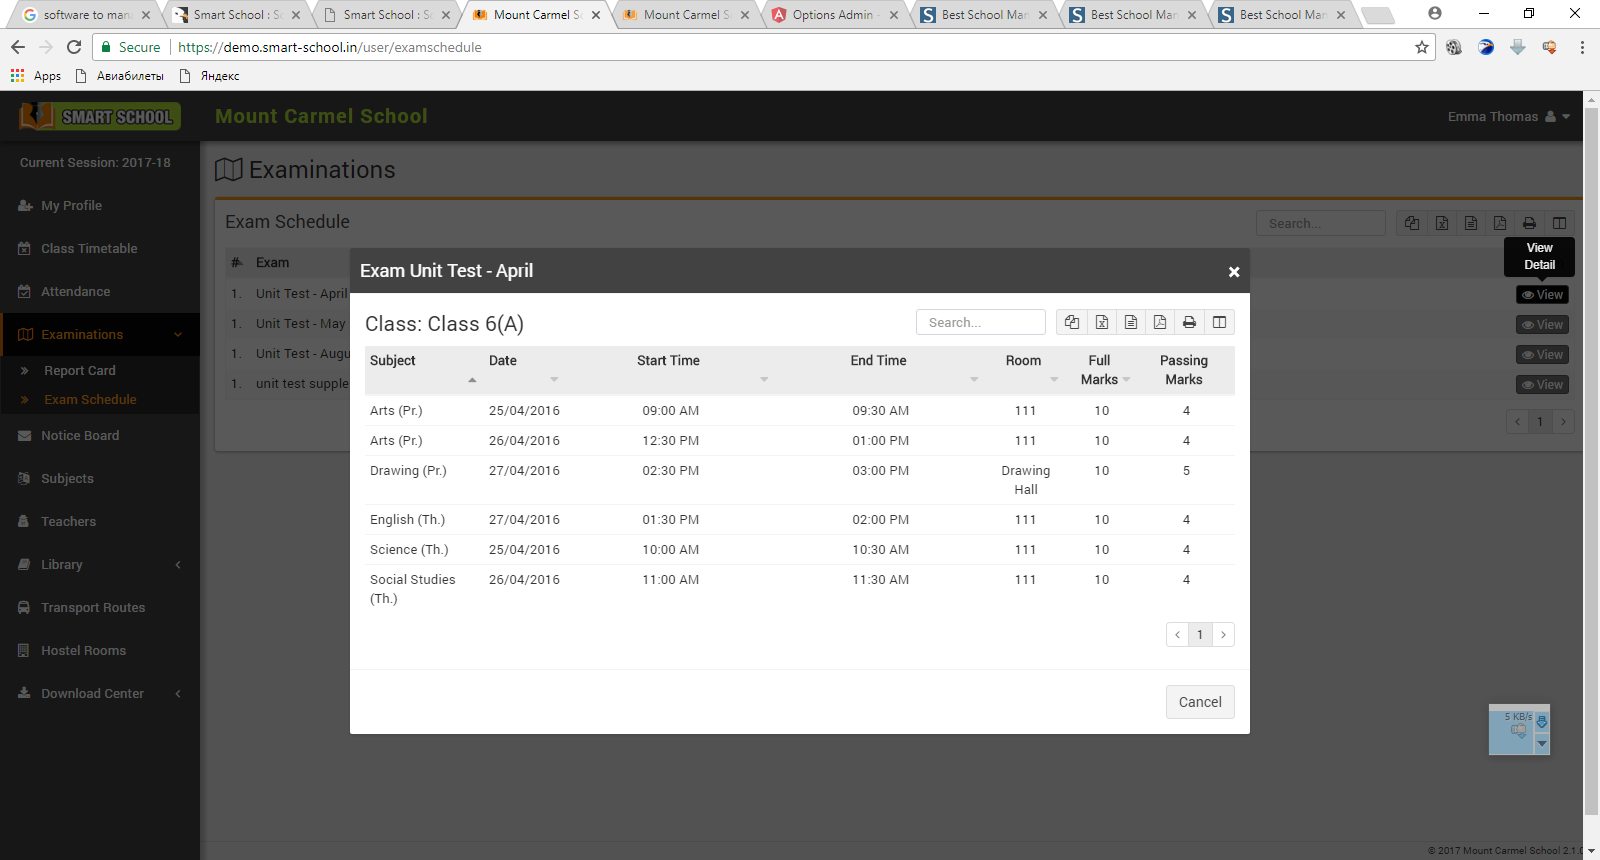 software to mana
Smart School : S
Smart School : S
Mount Carmel S
Mount Carmel S
Options Admin -
Best School Man
Best School Man
Best School Man
Secure https://demo.smart-school.in/user/examschedule
Apps Авиабилеты Яндекс
SMART SCHOOL Mount Carmel School Emma Thomas
Current Session: 2017-18
My Profile
Class Timetable
Attendance
Examinations
Report Card
Exam Schedule
Notice Board
Subjects
Teachers
Library
Transport Routes
Hostel Rooms
Download Center
Examinations
Exam Schedule Search...
# Exam
View Detail
1. Unit Test - April View
1. Unit Test - May View
1. Unit Test - Augu View
1. unit test supple View
1
Exam Unit Test - April
Class: Class 6(A) Search...
Subject Date Start Time End Time Room Full Marks Passing Marks
Arts (Pr.) 25/04/2016 09:00 AM 09:30 AM 111 10 4
Arts (Pr.) 26/04/2016 12:30 PM 01:00 PM 111 10 4
Drawing (Pr.) 27/04/2016 02:30 PM 03:00 PM Drawing Hall 10 5
English (Th.) 27/04/2016 01:30 PM 02:00 PM 111 10 4
Science (Th.) 25/04/2016 10:00 AM 10:30 AM 111 10 4
Social Studies (Th.) 26/04/2016 11:00 AM 11:30 AM 111 10 4
1
Cancel
5 KB/s
© 2017 Mount Carmel School 2.1.0